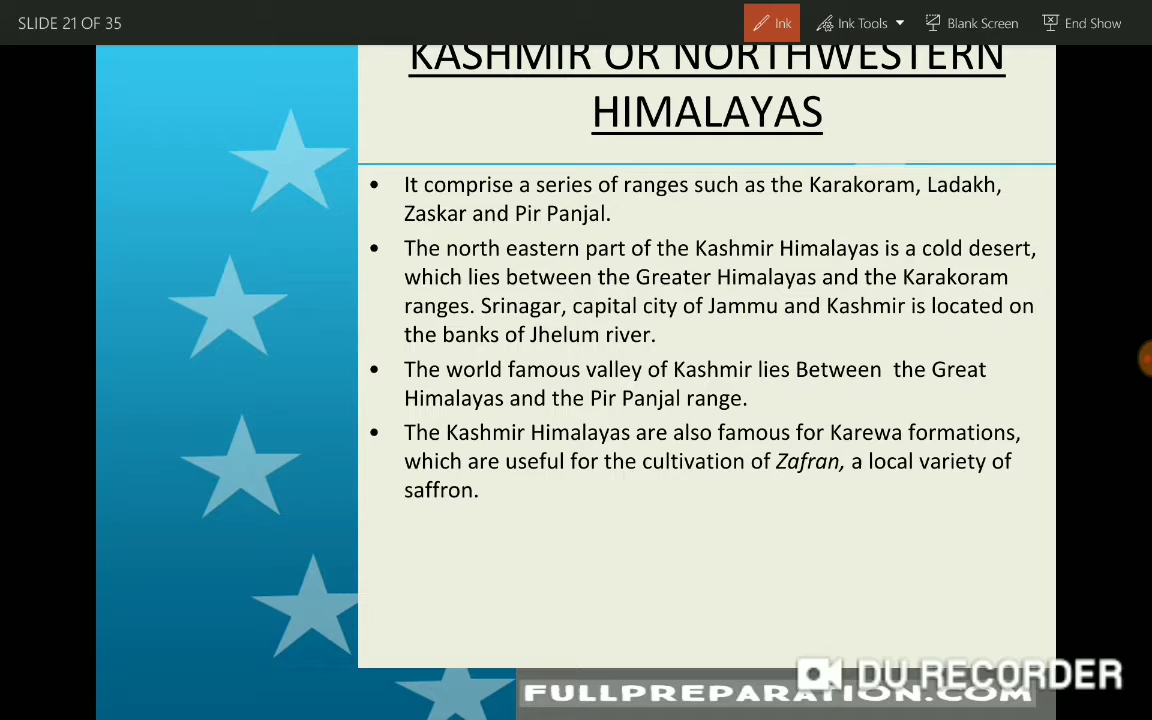 SLIDE 21 OF 35
Ink
Ink Tools
Blank Screen
End Show
KASHMIR OR NORTHWESTERN
HIMALAYAS
• It comprise a series of ranges such as the Karakoram, Ladakh,
Zaskar and Pir Panjal.
• The north eastern part of the Kashmir Himalayas is a cold desert,
which lies between the Greater Himalayas and the Karakoram
ranges. Srinagar, capital city of Jammu and Kashmir is located on
the banks of Jhelum river.
• The world famous valley of Kashmir lies Between the Great
Himalayas and the Pir Panjal range.
• The Kashmir Himalayas are also famous for Karewa formations,
which are useful for the cultivation of Zafran, a local variety of
saffron.
DU RECORDER
FULLPREPARATION.COM